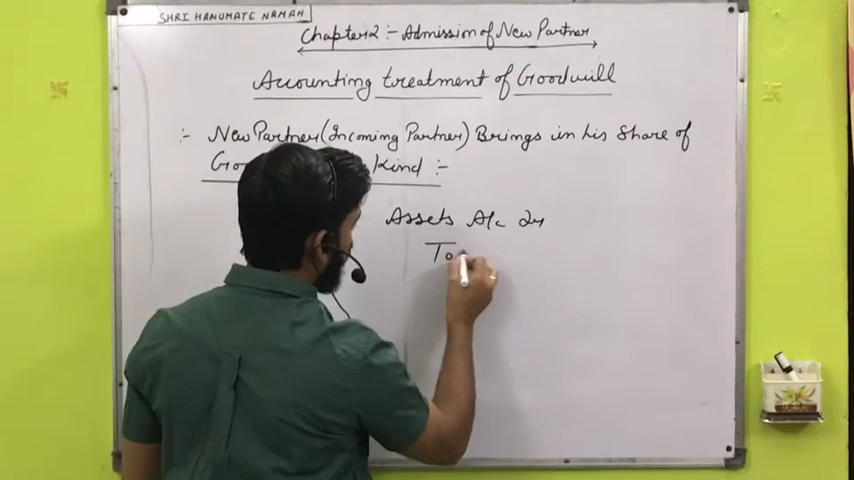 SHRI HANUMATE NAMAH
Chapter 2 :- Admission of New Partner
Accounting treatment of Goodwill
:- New Partner (Incoming Partner) Brings in his Share of
Kind :-
Assets A/c Dr
To